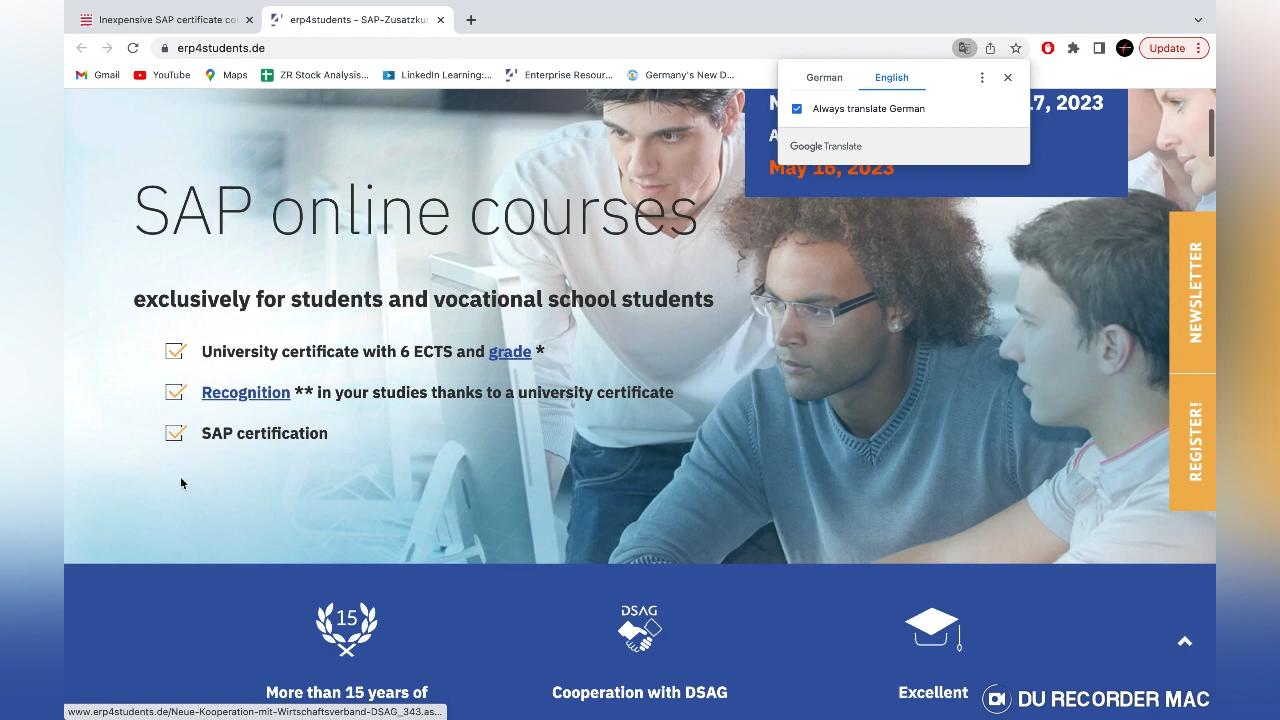 Inexpensive SAP certificate co
erp4students - SAP-Zusatzku
erp4students.de
Update
Gmail
YouTube
Maps
ZR Stock Analysis...
LinkedIn Learning:...
Enterprise Resour...
Germany's New D...
German
English
Always translate German
Google Translate
17, 2023
May 16, 2023
SAP online courses
exclusively for students and vocational school students
University certificate with 6 ECTS and grade *
Recognition ** in your studies thanks to a university certificate
SAP certification
NEWSLETTER
REGISTER!
15
DSAG
More than 15 years of
Cooperation with DSAG
Excellent
www.erp4students.de/Neue-Kooperation-mit-Wirtschaftsverband-DSAG_343.as...
DU RECORDER MAC